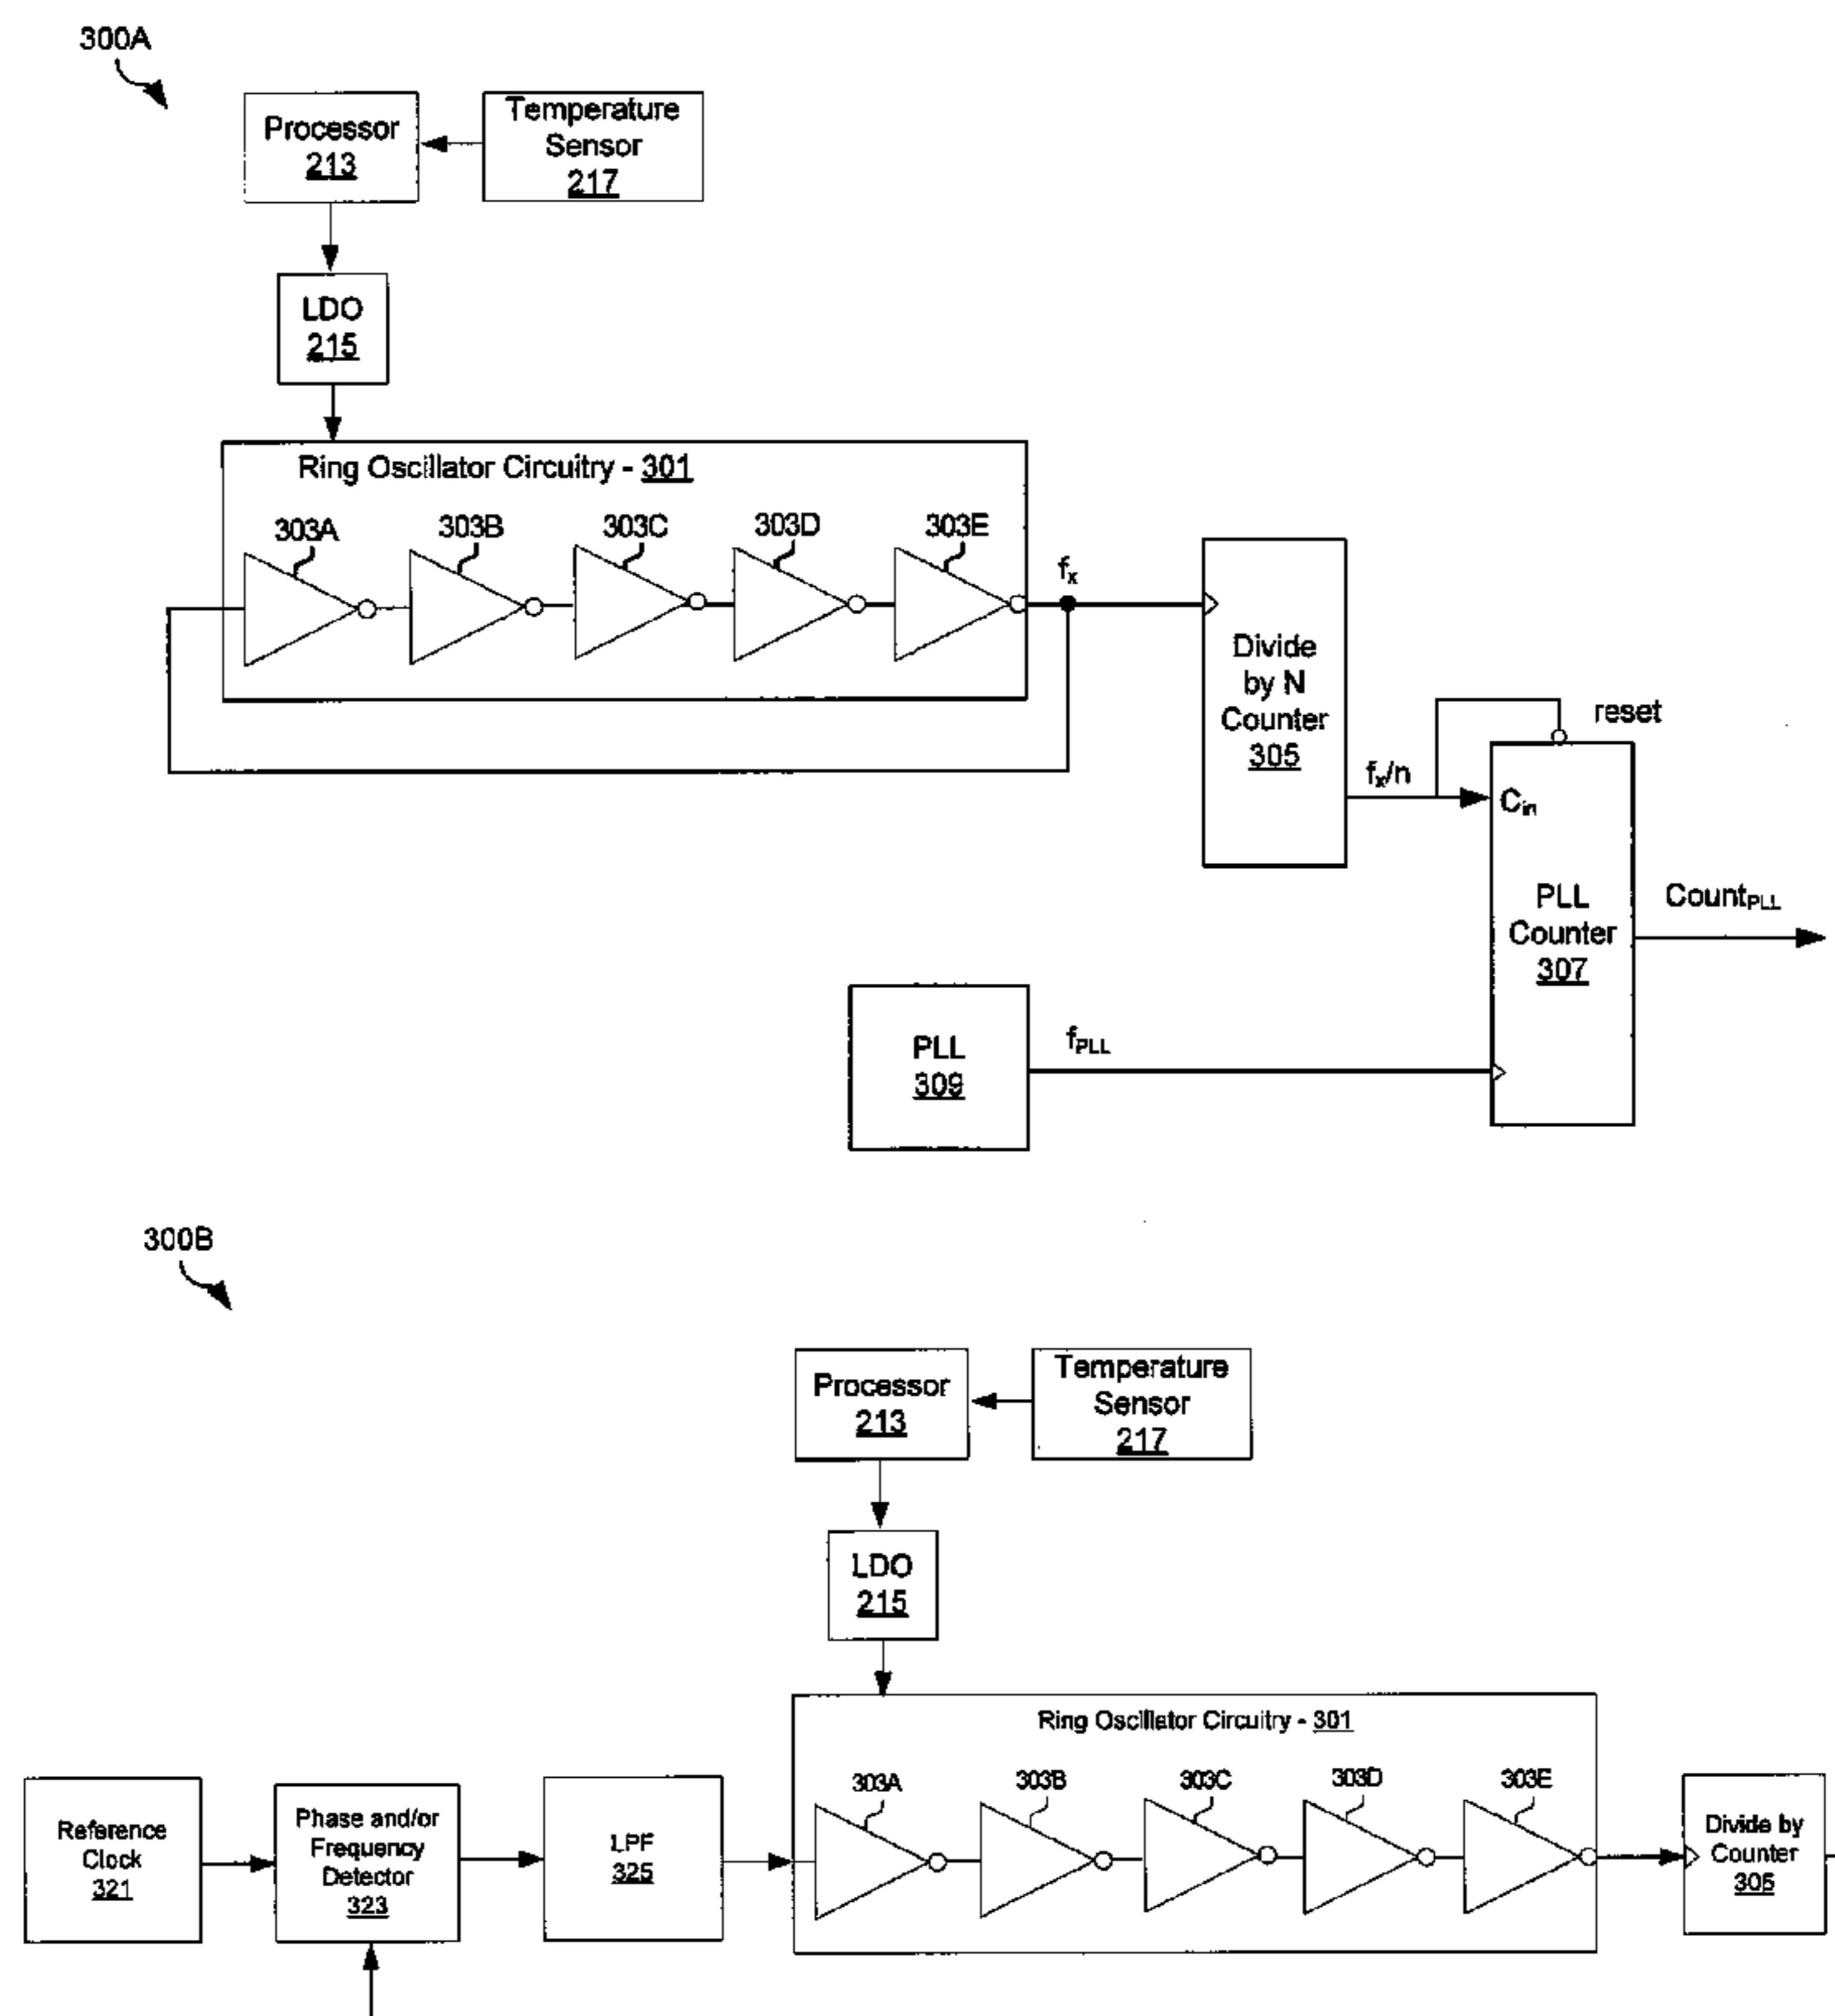 300A
Processor
213
Temperature
Sensor
217
LDO
215
Ring Oscillator Circuitry - 301
303A
303B
303C
303D
303E
fx
Divide
by N
Counter
305
fx/n
reset
Cin
PLL
Counter
307
CountPLL
PLL
309
fPLL
300B
Processor
213
Temperature
Sensor
217
LDO
215
Ring Oscillator Circuitry - 301
303A
303B
303C
303D
303E
Reference
Clock
321
Phase and/or
Frequency
Detector
323
LPF
325
Divide by
Counter
306